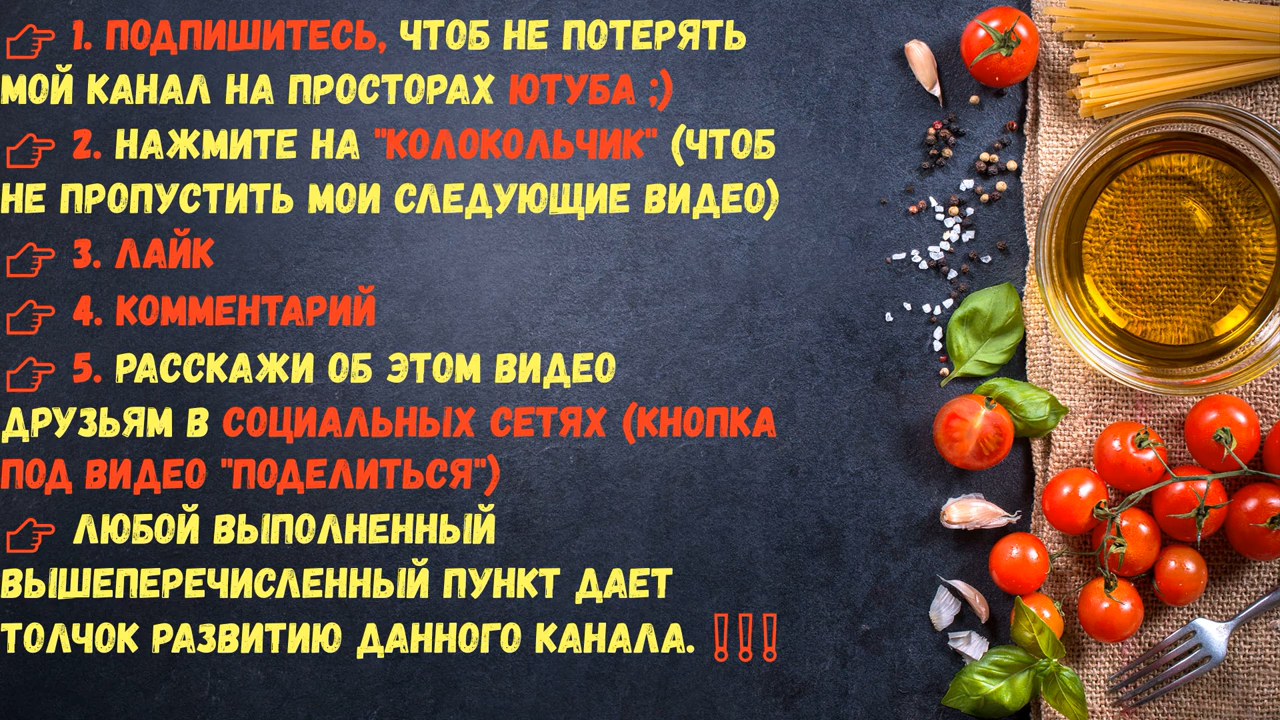 👉 1. ПОДПИШИТЕСЬ, ЧТОБ НЕ ПОТЕРЯТЬ
МОЙ КАНАЛ НА ПРОСТОРАХ ЮТУБА ;)
👉 2. НАЖМИТЕ НА "КОЛОКОЛЬЧИК" (ЧТОБ
НЕ ПРОПУСТИТЬ МОИ СЛЕДУЮЩИЕ ВИДЕО)
👉 3. ЛАЙК
👉 4. КОММЕНТАРИЙ
👉 5. РАССКАЖИ ОБ ЭТОМ ВИДЕО
ДРУЗЬЯМ В СОЦИАЛЬНЫХ СЕТЯХ (КНОПКА
ПОД ВИДЕО "ПОДЕЛИТЬСЯ")
👉 ЛЮБОЙ ВЫПОЛНЕННЫЙ
ВЫШЕПЕРЕЧИСЛЕННЫЙ ПУНКТ ДАЕТ
ТОЛЧОК РАЗВИТИЮ ДАННОГО КАНАЛА. ❗❗❗